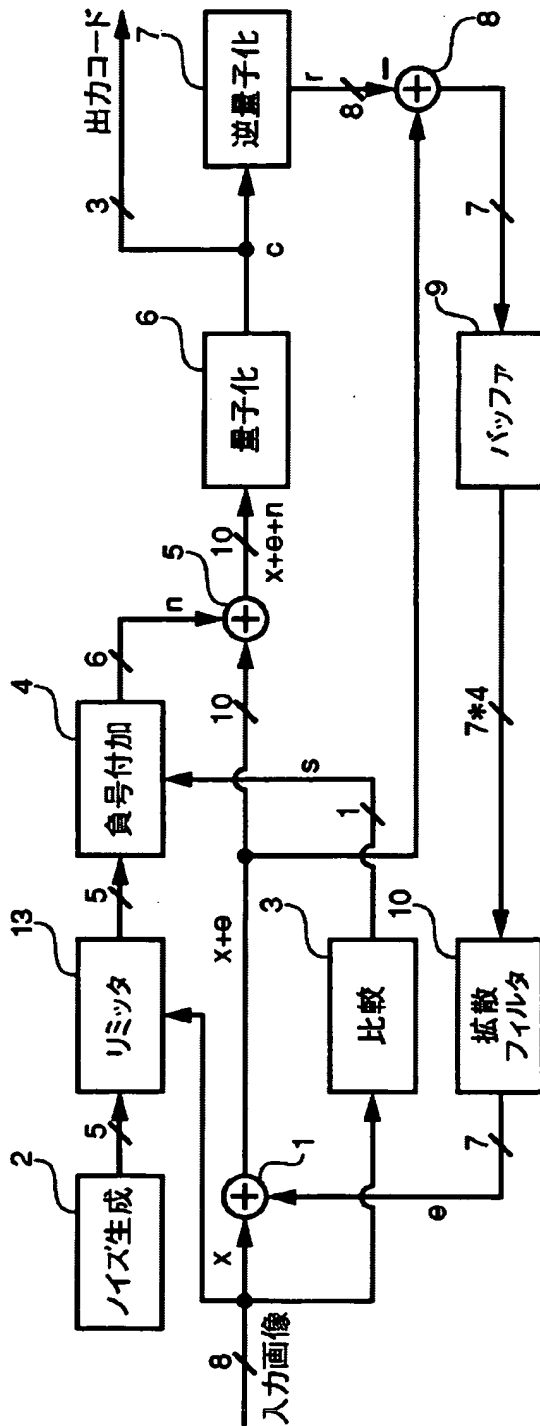 2
ノイズ生成
5
13
リミッタ
5
4
負号付加
6
n
入力画像
8
x
1
x+e
10
5
10
x+e+n
6
量子化
c
3
出力コード
7
逆量子化
r
8
−
8
3
比較
1
s
e
7
10
拡散
フィルタ
7*4
9
バッファ
7